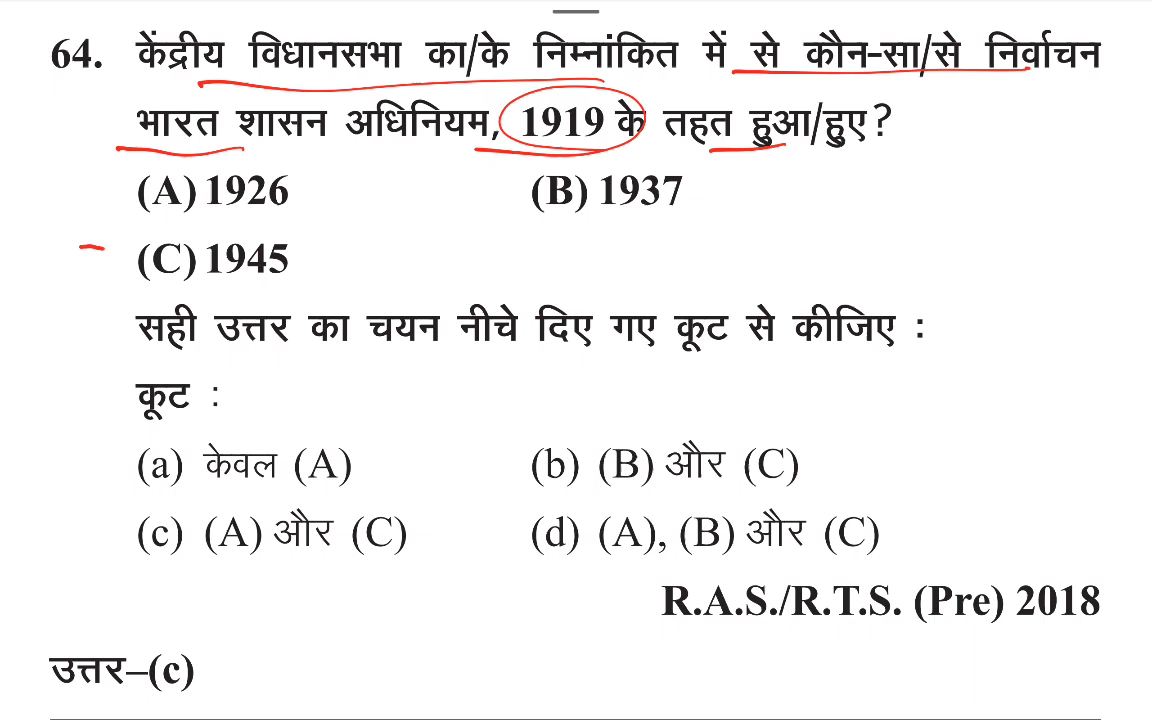 64. केंद्रीय विधानसभा का/के निम्नांकित में से कौन-सा/से निर्वाचन
भारत शासन अधिनियम, 1919 के तहत हुआ/हुए?
(A) 1926 (B) 1937
(C) 1945
सही उत्तर का चयन नीचे दिए गए कूट से कीजिए :
कूट :
(a) केवल (A) (b) (B) और (C)
(c) (A) और (C) (d) (A), (B) और (C)
R.A.S./R.T.S. (Pre) 2018
उत्तर–(c)